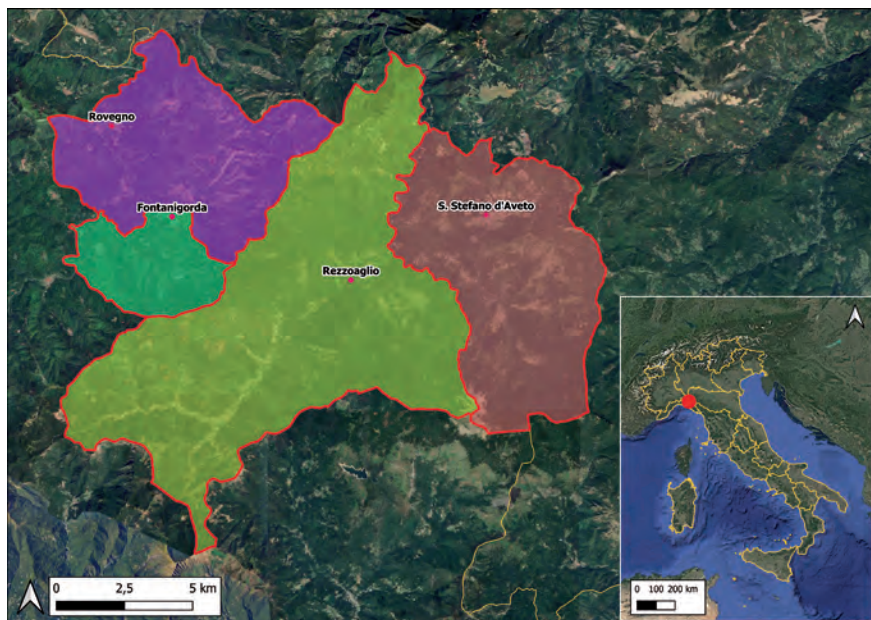 Rovegno
Fontanigorda
S. Stefano d'Aveto
Rezzoaglio
0 2,5 5 km
0 100 200 km